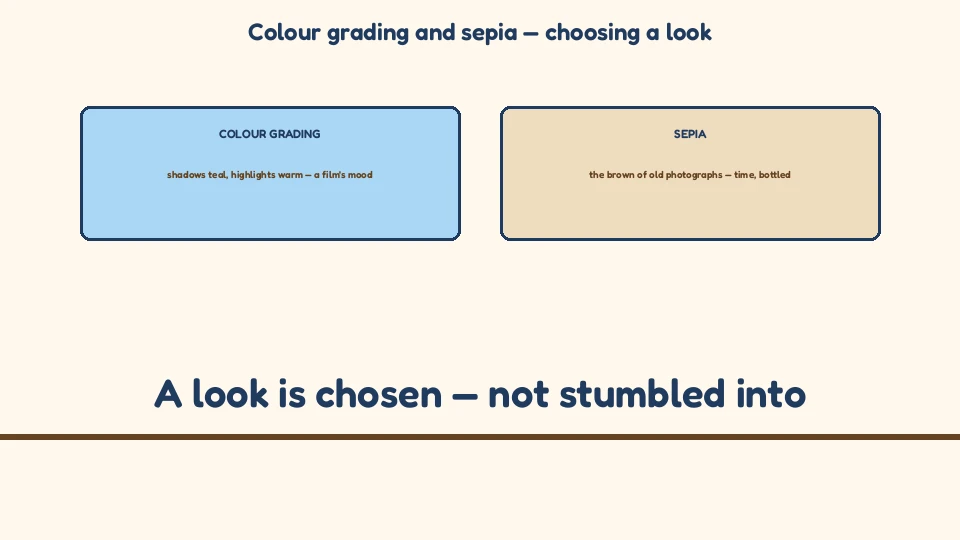 Colour grading and sepia — choosing a look
COLOUR GRADING
shadows teal, highlights warm — a film's mood
SEPIA
the brown of old photographs — time, bottled
A look is chosen — not stumbled into